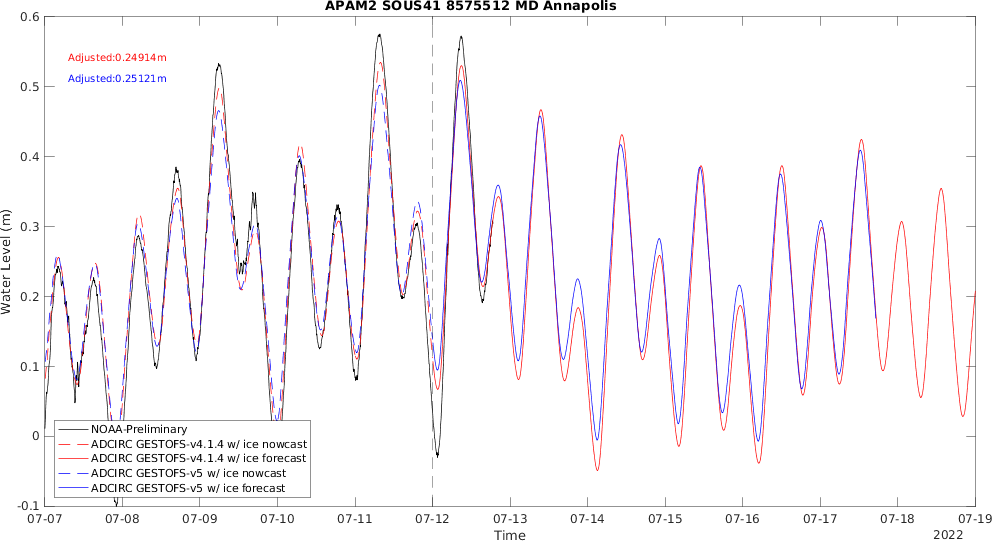 APAM2 SOUS41 8575512 MD Annapolis
0.6
Adjusted:0.24914m
Adjusted:0.25121m
0.5
0.4
0.3
0.2
0.1
0
-0.1
Water Level (m)
NOAA-Preliminary
ADCIRC GESTOFS-v4.1.4 w/ ice nowcast
ADCIRC GESTOFS-v4.1.4 w/ ice forecast
ADCIRC GESTOFS-v5 w/ ice nowcast
ADCIRC GESTOFS-v5 w/ ice forecast
07-07 07-08 07-09 07-10 07-11 07-12 07-13 07-14 07-15 07-16 07-17 07-18 07-19
Time
2022